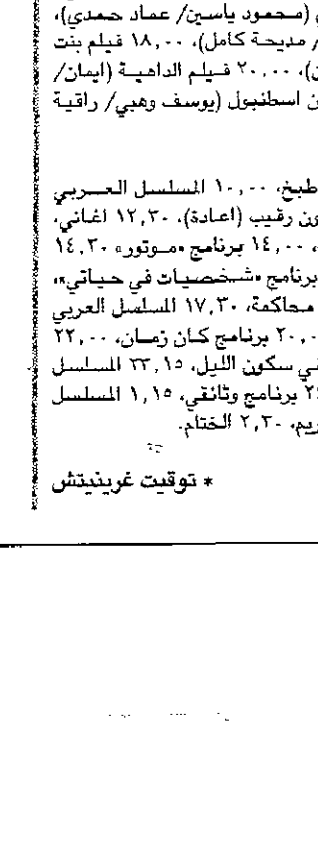 (محمود ياسين/ عماد حمدي)،
/ مديحة كامل)، ١٨,٠٠ فيلم بنت
)، ٢٠,٠٠ فيلم الداهية (ايمان/
ن اسطنبول (يوسف وهبي/ راقية
طبخ، ١٠,٠٠ المسلسل العربي
ون رقيب (اعادة)، ١٢,٣٠ اغاني،
، ١٤,٠٠ برنامج «موتور» ١٤,٣٠
برنامج «شخصيات في حياتي»،
محاكمة، ١٧,٣٠ المسلسل العربي
٢٠,٠٠ برنامج كان زمان، ٢٢,٠٠
ني سكون الليل، ٢٣,١٥ المسلسل
٢٤ برنامج وثائقي، ١,١٥ المسلسل
ريم، ٢,٣٠ الختام.
* توقيت غرينيتش